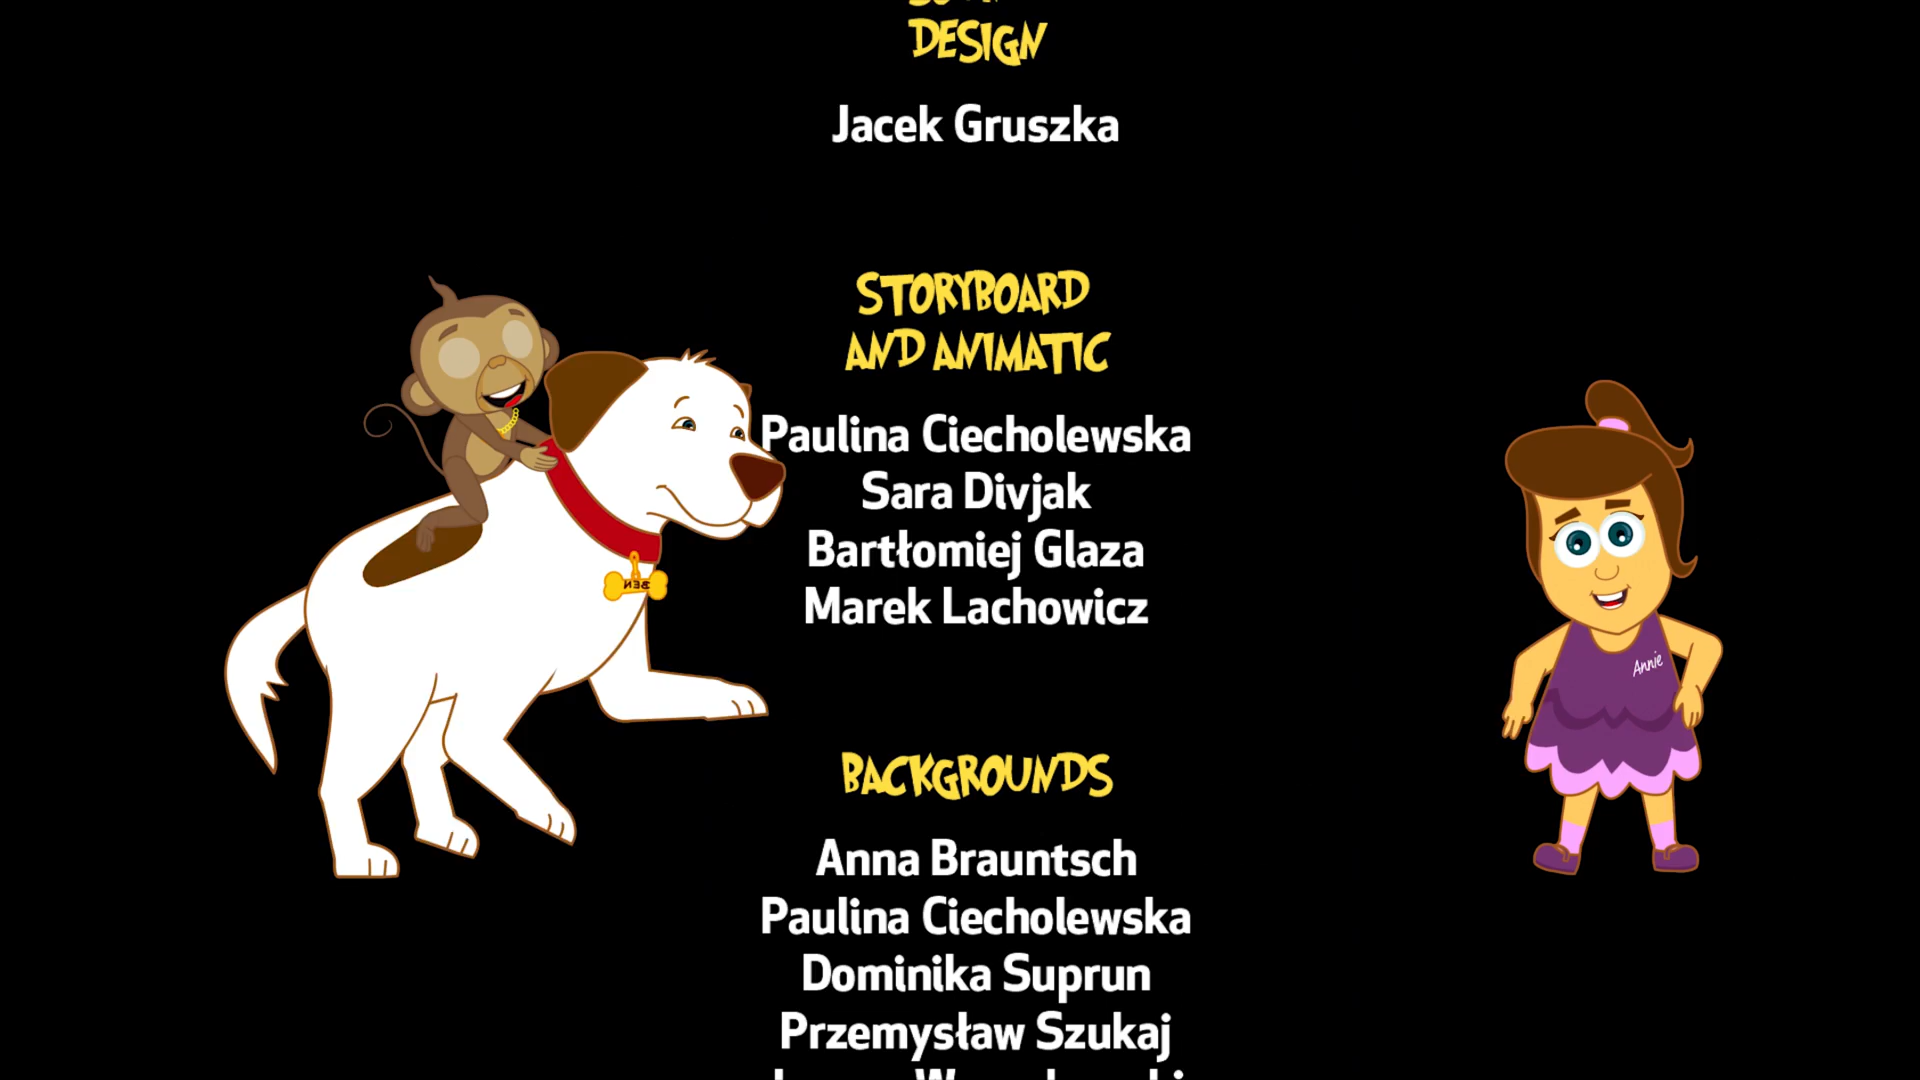 DESIGN
Jacek Gruszka
STORYBOARD
AND ANIMATIC
Paulina Ciecholewska
Sara Divjak
Bartłomiej Glaza
Marek Lachowicz
BEN
Annie
BACKGROUNDS
Anna Brauntsch
Paulina Ciecholewska
Dominika Suprun
Przemysław Szukaj